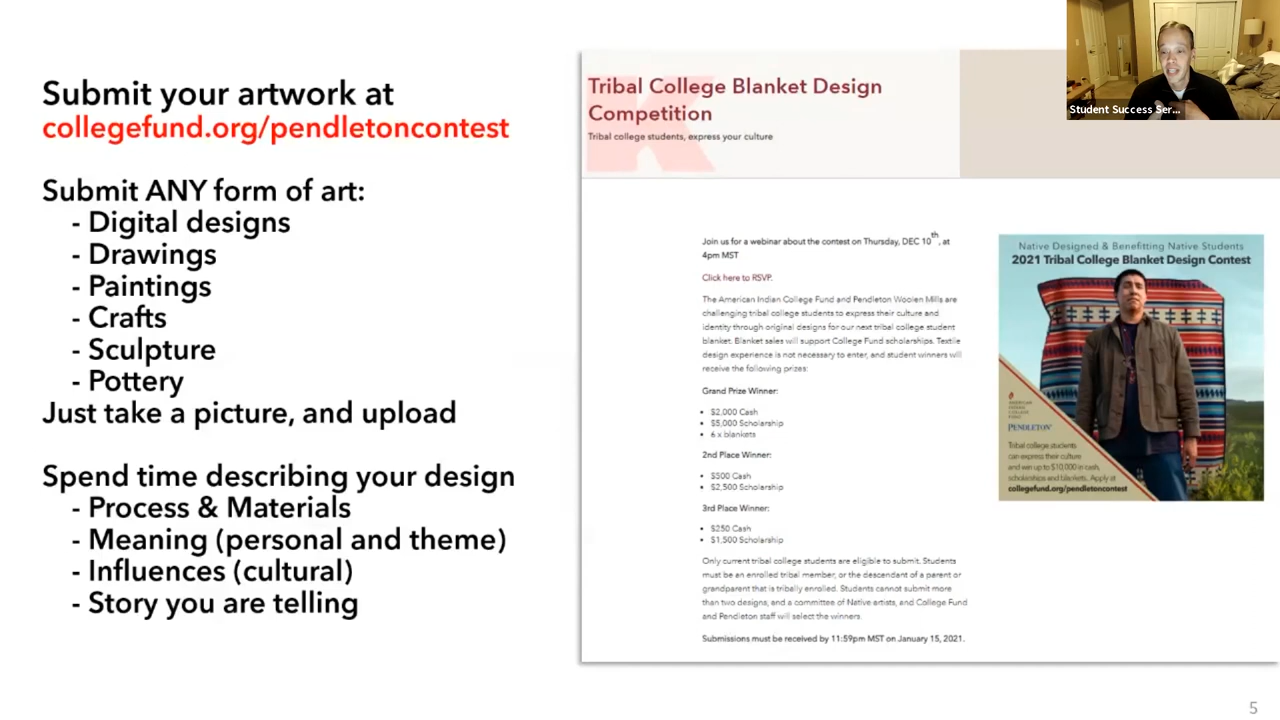 Submit your artwork at
collegefund.org/pendletoncontest
Submit ANY form of art:
- Digital designs
- Drawings
- Paintings
- Crafts
- Sculpture
- Pottery
Just take a picture, and upload
Spend time describing your design
- Process & Materials
- Meaning (personal and theme)
- Influences (cultural)
- Story you are telling
Tribal College Blanket Design
Competition
Tribal college students, express your culture
Join us for a webinar about the contest on Thursday, DEC 10th, at
4pm MST
Click here to RSVP.
The American Indian College Fund and Pendleton Woolen Mills are
challenging tribal college students to express their culture and
identity through original designs for our next tribal college student
blanket. Blanket sales will support College Fund scholarships. Textile
design experience is not necessary to enter, and student winners will
receive the following prizes:
Grand Prize Winner:
• $2,000 Cash
• $5,000 Scholarship
• 6 x blankets
2nd Place Winner:
• $500 Cash
• $2,500 Scholarship
3rd Place Winner:
• $250 Cash
• $1,500 Scholarship
Only current tribal college students are eligible to submit. Students
must be an enrolled tribal member, or the descendant of a parent or
grandparent that is tribally enrolled. Students cannot submit more
than two designs, and a committee of Native artists, and College Fund
and Pendleton staff will select the winners.
Submissions must be received by 11:59pm MST on January 15, 2021.
Native Designed & Benefitting Native Students
2021 Tribal College Blanket Design Contest
AMERICAN
INDIAN
COLLEGE
FUND
PENDLETON
Tribal college students
can express their culture
and win up to $10,000 in cash,
scholarships and blankets. Apply at
collegefund.org/pendletoncontest
Student Success Ser...
5